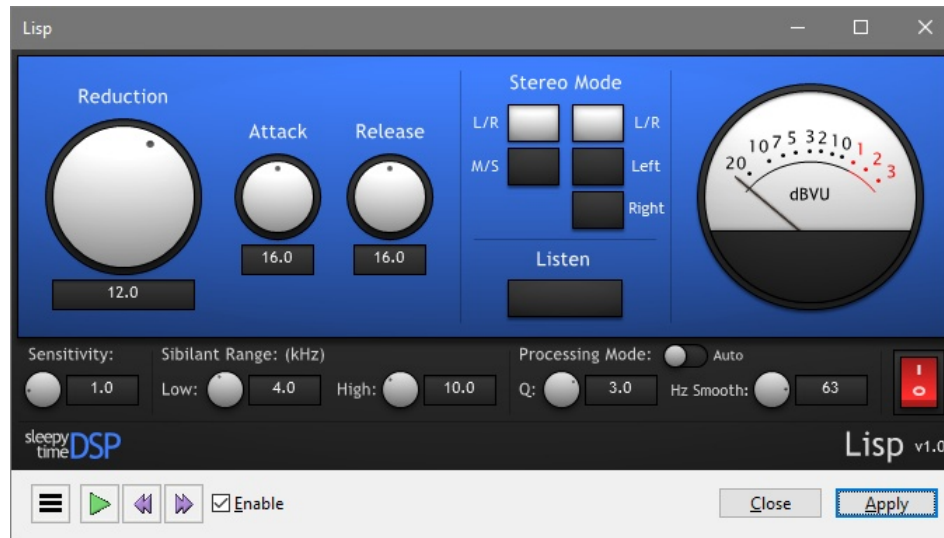 Lisp
Reduction
12.0
Attack
16.0
Release
16.0
Stereo Mode
L/R
L/R
M/S
Left
Right
Listen
20 10 7 5 3 2 1 0 1 2 3
dBVU
Sensitivity:
1.0
Sibilant Range: (kHz)
Low: 4.0 High: 10.0
Processing Mode: Auto
Q: 3.0 Hz Smooth: 63
I
O
sleepy
time DSP
Lisp v1.0
Enable
Close
Apply